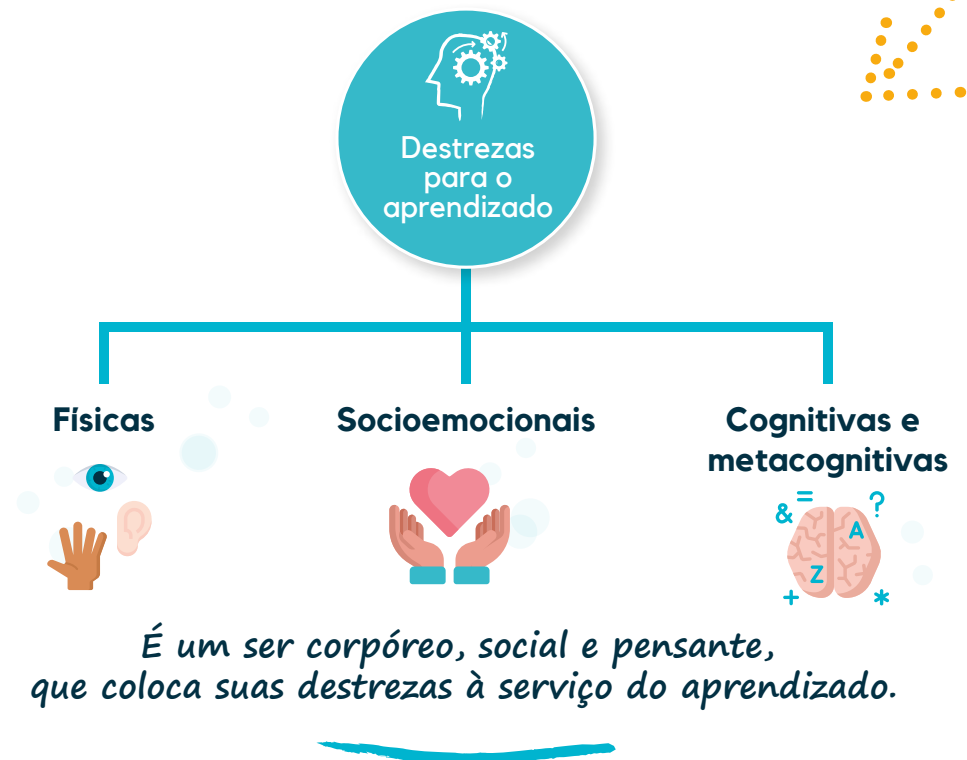 Destrezas
para o
aprendizado
Físicas
Socioemocionais
Cognitivas e
metacognitivas
& = ?
A
Z
+ *
É um ser corpóreo, social e pensante,
que coloca suas destrezas à serviço do aprendizado.